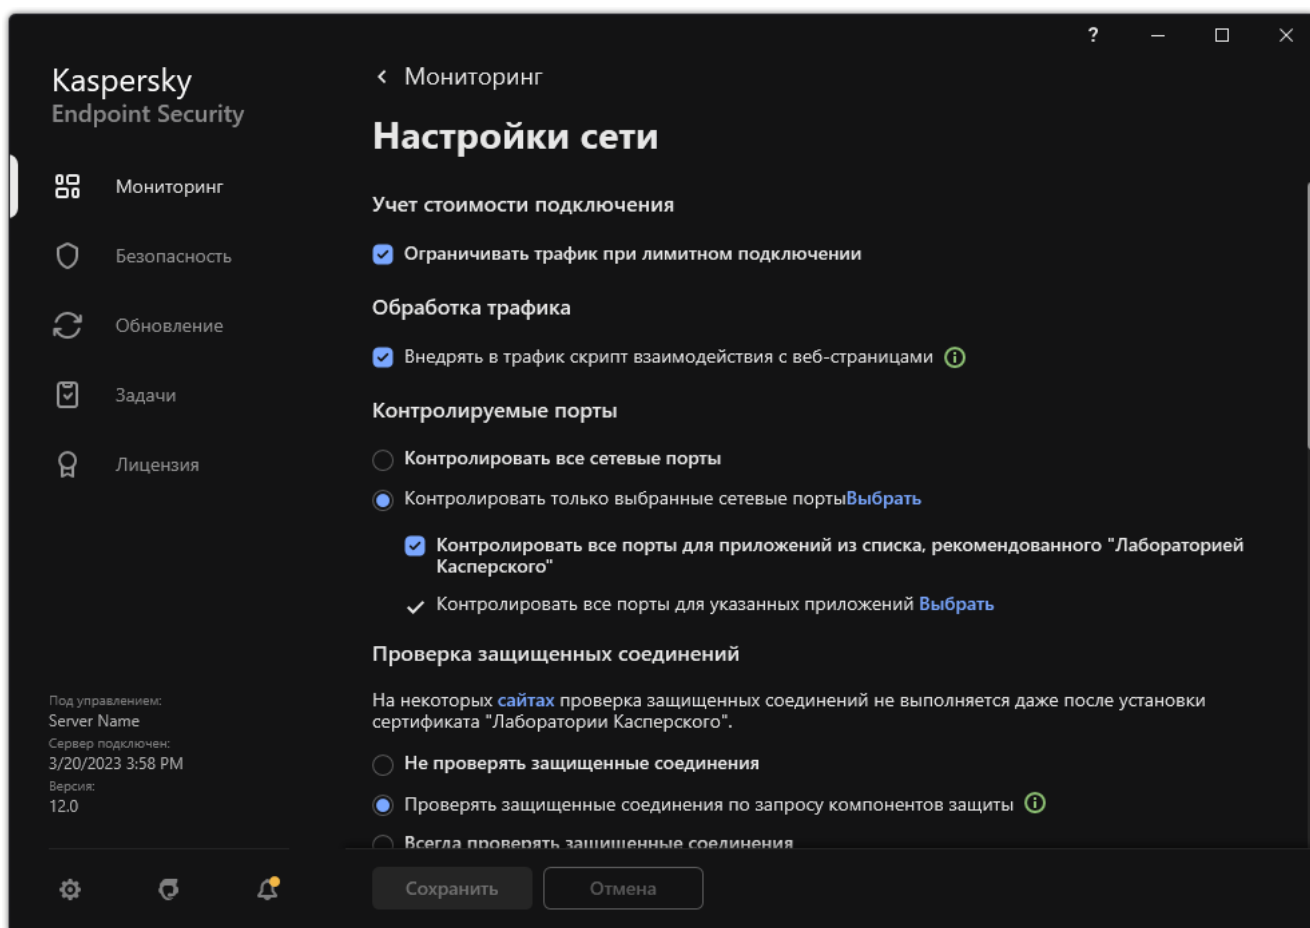 ?
Kaspersky
Endpoint Security
Мониторинг
Безопасность
Обновление
Задачи
Лицензия
Под управлением:
Server Name
Сервер подключен:
3/20/2023 3:58 PM
Версия:
12.0
Мониторинг
Настройки сети
Учет стоимости подключения
Ограничивать трафик при лимитном подключении
Обработка трафика
Внедрять в трафик скрипт взаимодействия с веб-страницами
Контролируемые порты
Контролировать все сетевые порты
Контролировать только выбранные сетевые портыВыбрать
Контролировать все порты для приложений из списка, рекомендованного "Лабораторией
Касперского"
Контролировать все порты для указанных приложений Выбрать
Проверка защищенных соединений
На некоторых сайтах проверка защищенных соединений не выполняется даже после установки
сертификата "Лаборатории Касперского".
Не проверять защищенные соединения
Проверять защищенные соединения по запросу компонентов защиты
Всегда проверять защищенные соединения
Сохранить
Отмена